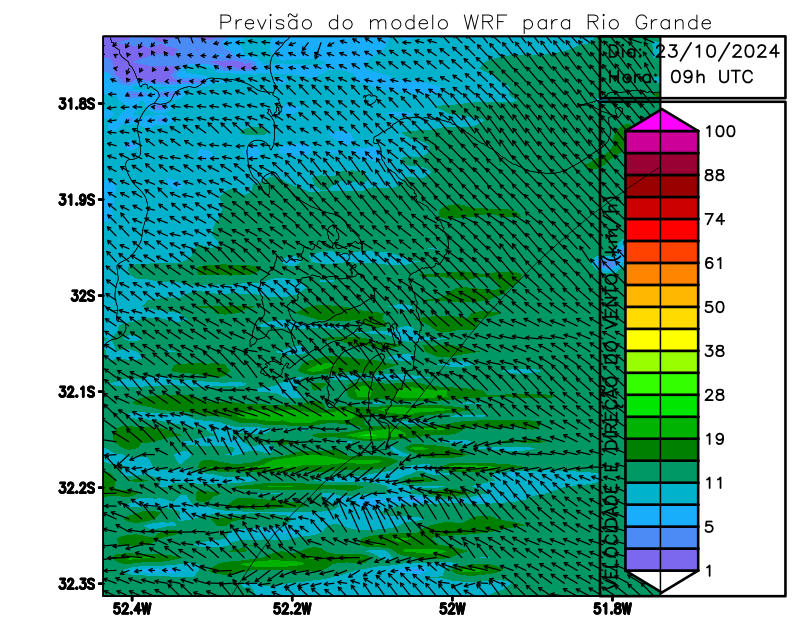 Previsão do modelo WRF para Rio Grande
Dia: 23/10/2024
Hora: 09h UTC
31.8S
31.9S
32S
32.1S
32.2S
32.3S
52.4W
52.2W
52W
51.8W
VELOCIDADE E DIREÇÃO DO VENTO (km/h)
100
88
74
61
50
38
28
19
11
5
1